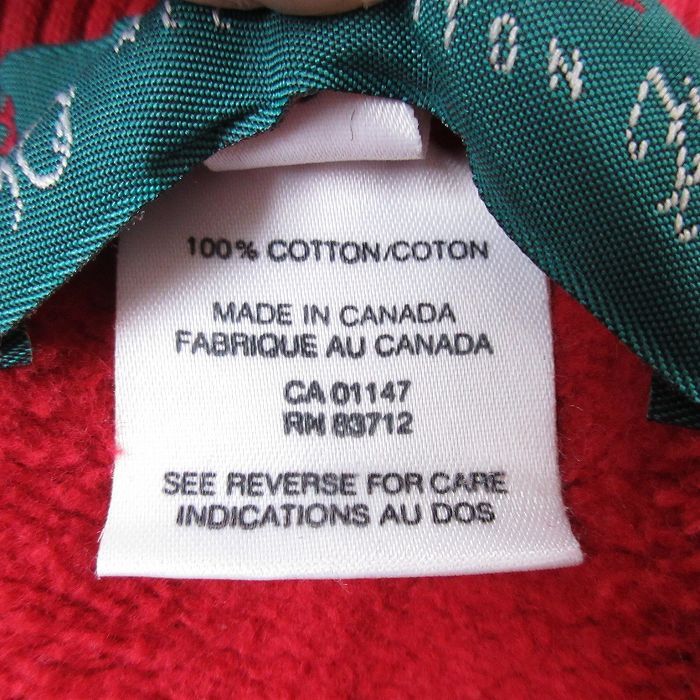 100% COTTON/COTON
MADE IN CANADA
FABRIQUE AU CANADA
CA 01147
RN 83712
SEE REVERSE FOR CARE
INDICATIONS AU DOS